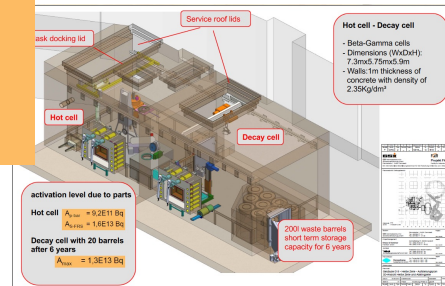 Service roof lids
ask docking lid
Hot cell
Decay cell
Hot cell - Decay cell
- Beta-Gamma cells
- Dimensions (WxDxH):
7.3mx5.75mx5.9m
- Walls:1m thickness of
concrete with density of
2.35Kg/dm³
activation level due to parts
Hot cell = 9,2E11 Bq
= 1,6E13 Bq
Decay cell with 20 barrels
after 6 years
Amax = 1,3E13 Bq
200l waste barrels
short term storage
capacity for 6 years